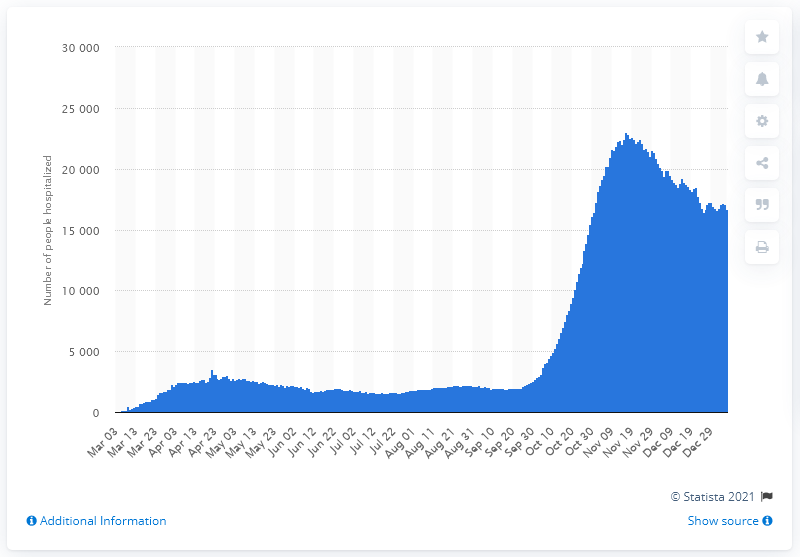 30 000
25 000
20 000
15 000
10 000
5 000
0
Number of people hospitalized
Mar 03
Mar 13
Mar 23
Apr 03
Apr 13
Apr 23
May 03
May 13
May 23
Jun 02
Jun 12
Jun 22
Jul 02
Jul 12
Jul 22
Aug 01
Aug 11
Aug 21
Aug 31
Sep 10
Sep 20
Sep 30
Oct 10
Oct 20
Oct 30
Nov 09
Nov 19
Nov 29
Dec 09
Dec 19
Dec 29
© Statista 2021
Additional Information
Show source